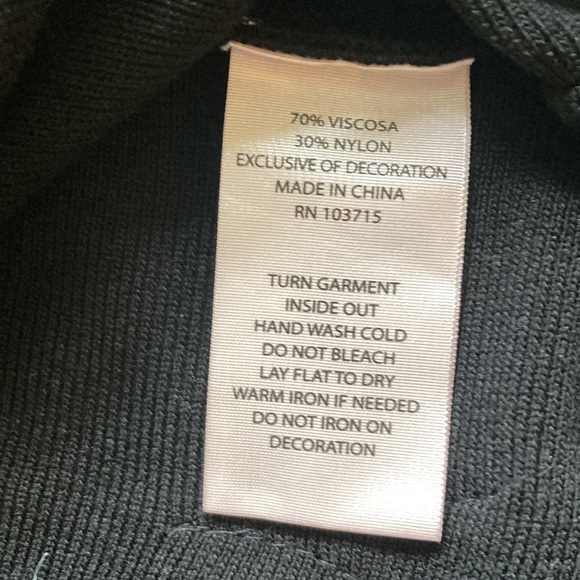 70% VISCOSA
30% NYLON
EXCLUSIVE OF DECORATION
MADE IN CHINA
RN 103715
TURN GARMENT
INSIDE OUT
HAND WASH COLD
DO NOT BLEACH
LAY FLAT TO DRY
WARM IRON IF NEEDED
DO NOT IRON ON
DECORATION